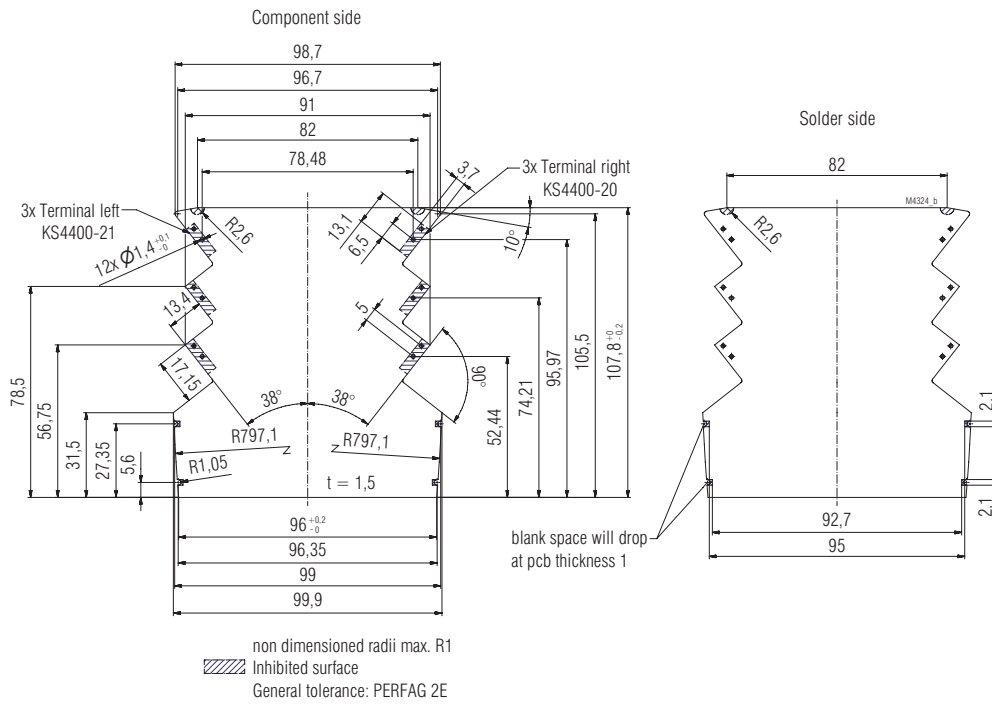 Component side
98,7
96,7
91
82
78,48
3x Terminal left
KS4400-21
12x Ø1,4 +0,1 -0
R2,6
13,1
6,5
3,7
3x Terminal right
KS4400-20
10°
13,4
17,15
5
90°
38°
38°
R797,1
R797,1
R1,05
t = 1,5
78,5
56,75
31,5
27,35
5,6
52,44
74,21
95,97
105,5
107,8 +0 -0,2
96 +0,2 -0
96,35
99
99,9
Solder side
82
M4324_b
R2,6
2,1
2,1
92,7
95
blank space will drop
at pcb thickness 1
non dimensioned radii max. R1
Inhibited surface
General tolerance: PERFAG 2E